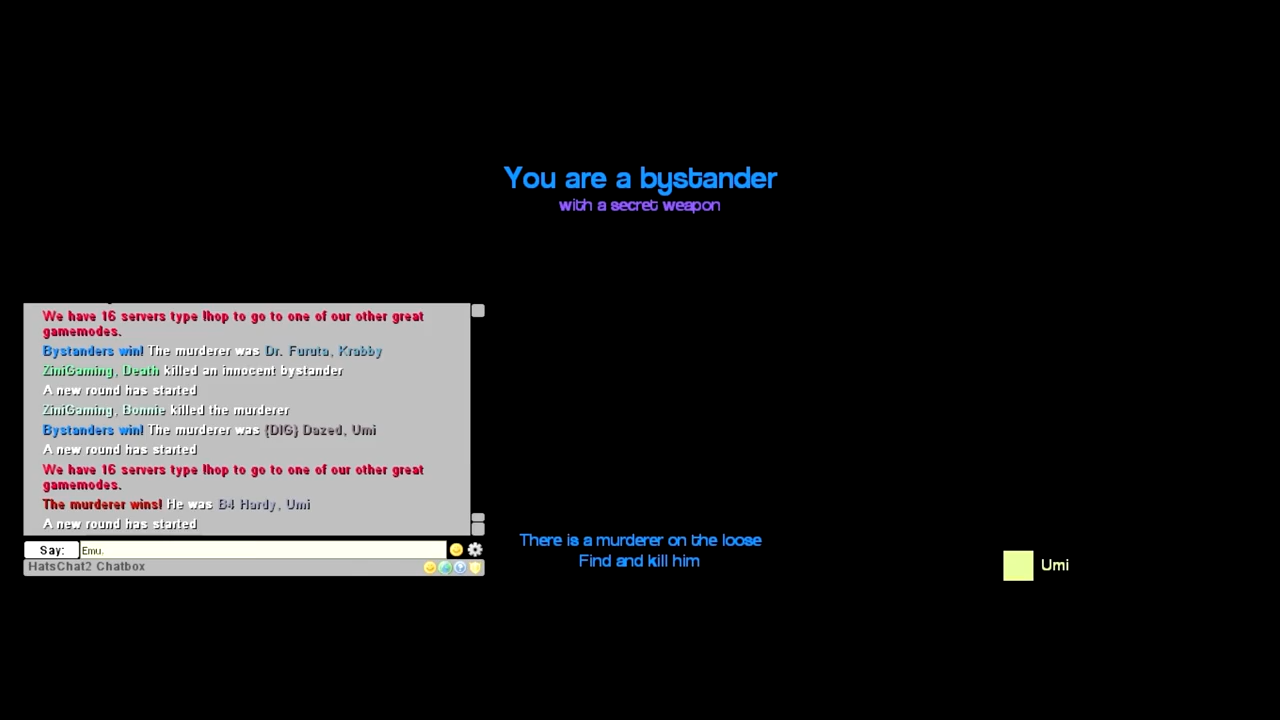 You are a bystander
with a secret weapon
We have 16 servers type !hop to go to one of our other great
gamemodes.
Bystanders win! The murderer was Dr. Furuta, Krabby
ZiniGaming, Death killed an innocent bystander
A new round has started
ZiniGaming, Bonnie killed the murderer
Bystanders win! The murderer was {DIG} Dazed, Umi
A new round has started
We have 16 servers type !hop to go to one of our other great
gamemodes.
The murderer wins! He was B4 Hardy, Umi
A new round has started
Say: Emu.
HatsChat2 Chatbox
There is a murderer on the loose
Find and kill him
Umi